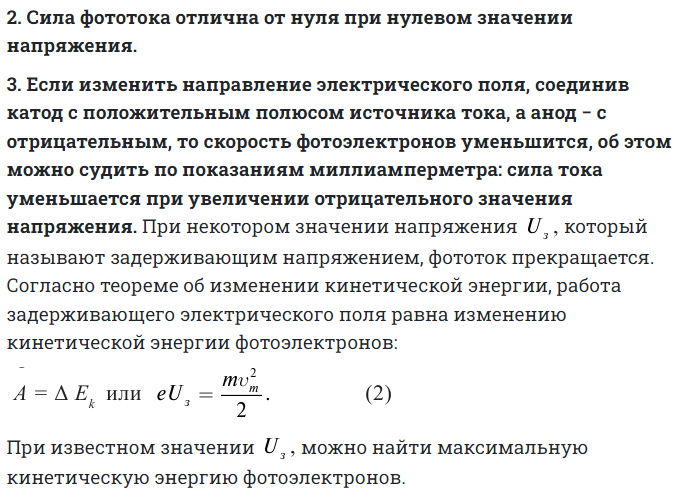 2. Сила фототока отлична от нуля при нулевом значении
напряжения.
3. Если изменить направление электрического поля, соединив
катод с положительным полюсом источника тока, а анод − с
отрицательным, то скорость фотоэлектронов уменьшится, об этом
можно судить по показаниям миллиамперметра: сила тока
уменьшается при увеличении отрицательного значения
напряжения. При некотором значении напряжения U_з, который
называют задерживающим напряжением, фототок прекращается.
Согласно теореме об изменении кинетической энергии, работа
задерживающего электрического поля равна изменению
кинетической энергии фотоэлектронов:
A = Δ E_k или eU_з = mυ_m^2/2. (2)
При известном значении U_з, можно найти максимальную
кинетическую энергию фотоэлектронов.